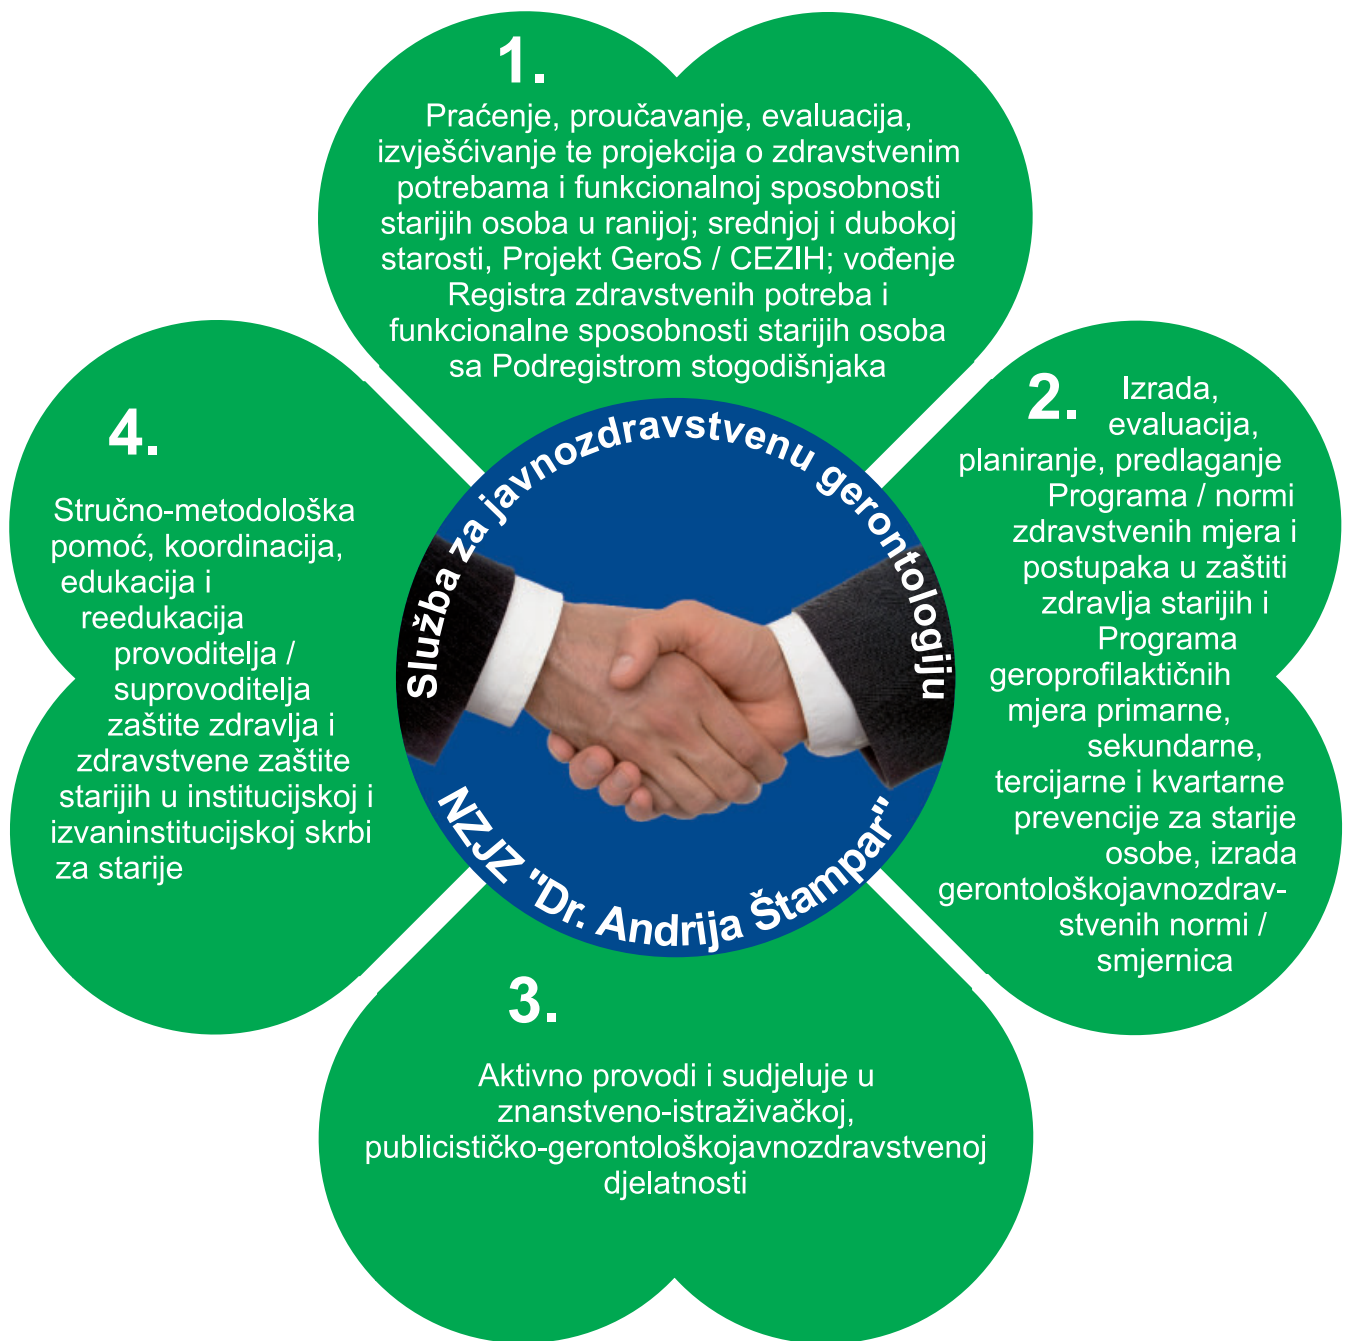 1.
Praćenje, proučavanje, evaluacija,
izvješćivanje te projekcija o zdravstvenim
potrebama i funkcionalnoj sposobnosti
starijih osoba u ranijoj; srednjoj i dubokoj
starosti, Projekt GeroS / CEZIH; vođenje
Registra zdravstvenih potreba i
funkcionalne sposobnosti starijih osoba
sa Podregistrom stogodišnjaka
2.
Izrada,
evaluacija,
planiranje, predlaganje
Programa / normi
zdravstvenih mjera i
postupaka u zaštiti
zdravlja starijih i
Programa
geroprofilaktičnih
mjera primarne,
sekundarne,
tercijarne i kvartarne
prevencije za starije
osobe, izrada
gerontološkojavnozdrav-
stvenih normi /
smjernica
3.
Aktivno provodi i sudjeluje u
znanstveno-istraživačkoj,
publicističko-gerontološkojavnozdravstvenoj
djelatnosti
4.
Stručno-metodološka
pomoć, koordinacija,
edukacija i
reedukacija
provoditelja /
suprovoditelja
zaštite zdravlja i
zdravstvene zaštite
starijih u institucijskoj i
izvaninstitucijskoj skrbi
za starije
Služba za javnozdravstvenu gerontologiju
NZJZ "Dr. Andrija Štampar"